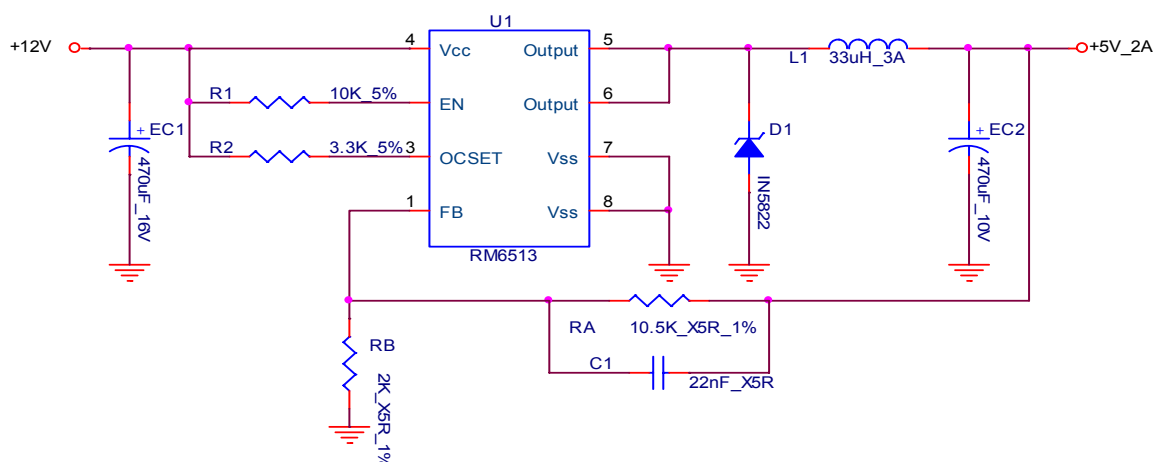 U1
+12V
4
Vcc
Output
5
L1
33uH_3A
+5V_2A
R1
10K_5%
EN
Output
6
+ EC1
470uF_16V
R2
3.3K_5%
3
OCSET
Vss
7
D1
IN5822
+ EC2
470uF_10V
1
FB
Vss
8
RM6513
RA
10.5K_X5R_1%
RB
2K_X5R_1%
C1
22nF_X5R